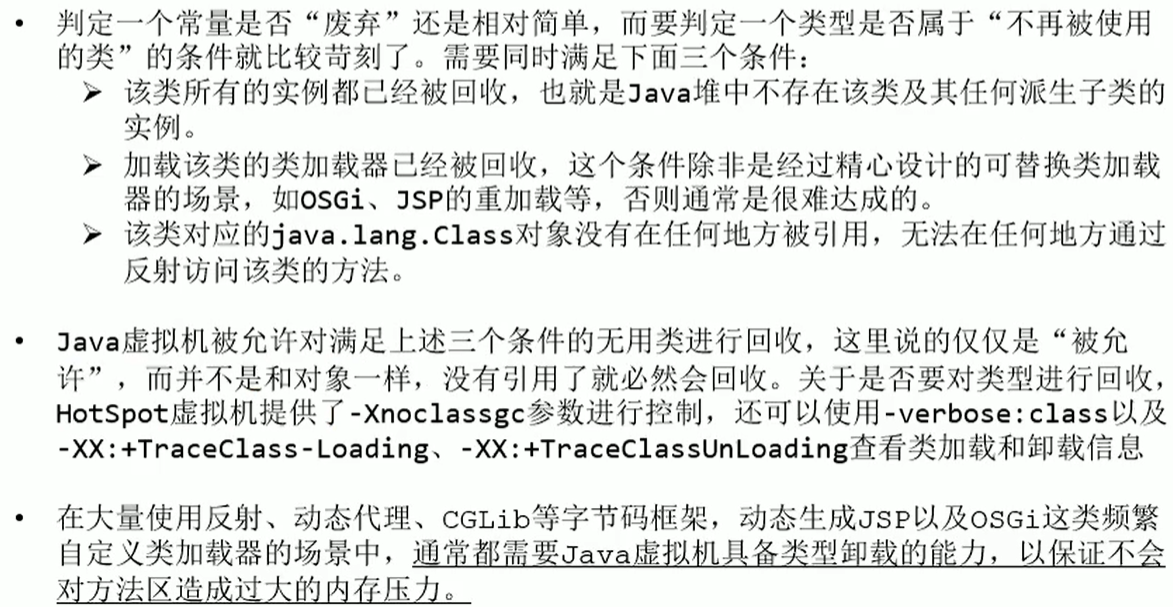 • 判定一个常量是否“废弃”还是相对简单，而要判定一个类型是否属于“不再被使用
的类”的条件就比较苛刻了。需要同时满足下面三个条件：
➢ 该类所有的实例都已经被回收，也就是Java堆中不存在该类及其任何派生子类的
实例。
➢ 加载该类的类加载器已经被回收，这个条件除非是经过精心设计的可替换类加载
器的场景，如OSGi、JSP的重加载等，否则通常是很难达成的。
➢ 该类对应的java.lang.Class对象没有在任何地方被引用，无法在任何地方通过
反射访问该类的方法。
• Java虚拟机被允许对满足上述三个条件的无用类进行回收，这里说的仅仅是“被允
许”，而并不是和对象一样，没有引用了就必然会回收。关于是否要对类型进行回收，
HotSpot虚拟机提供了-Xnoclassgc参数进行控制，还可以使用-verbose:class以及
-XX:+TraceClass-Loading、-XX:+TraceClassUnLoading查看类加载和卸载信息
• 在大量使用反射、动态代理、CGLib等字节码框架，动态生成JSP以及OSGi这类频繁
自定义类加载器的场景中，通常都需要Java虚拟机具备类型卸载的能力，以保证不会
对方法区造成过大的内存压力。